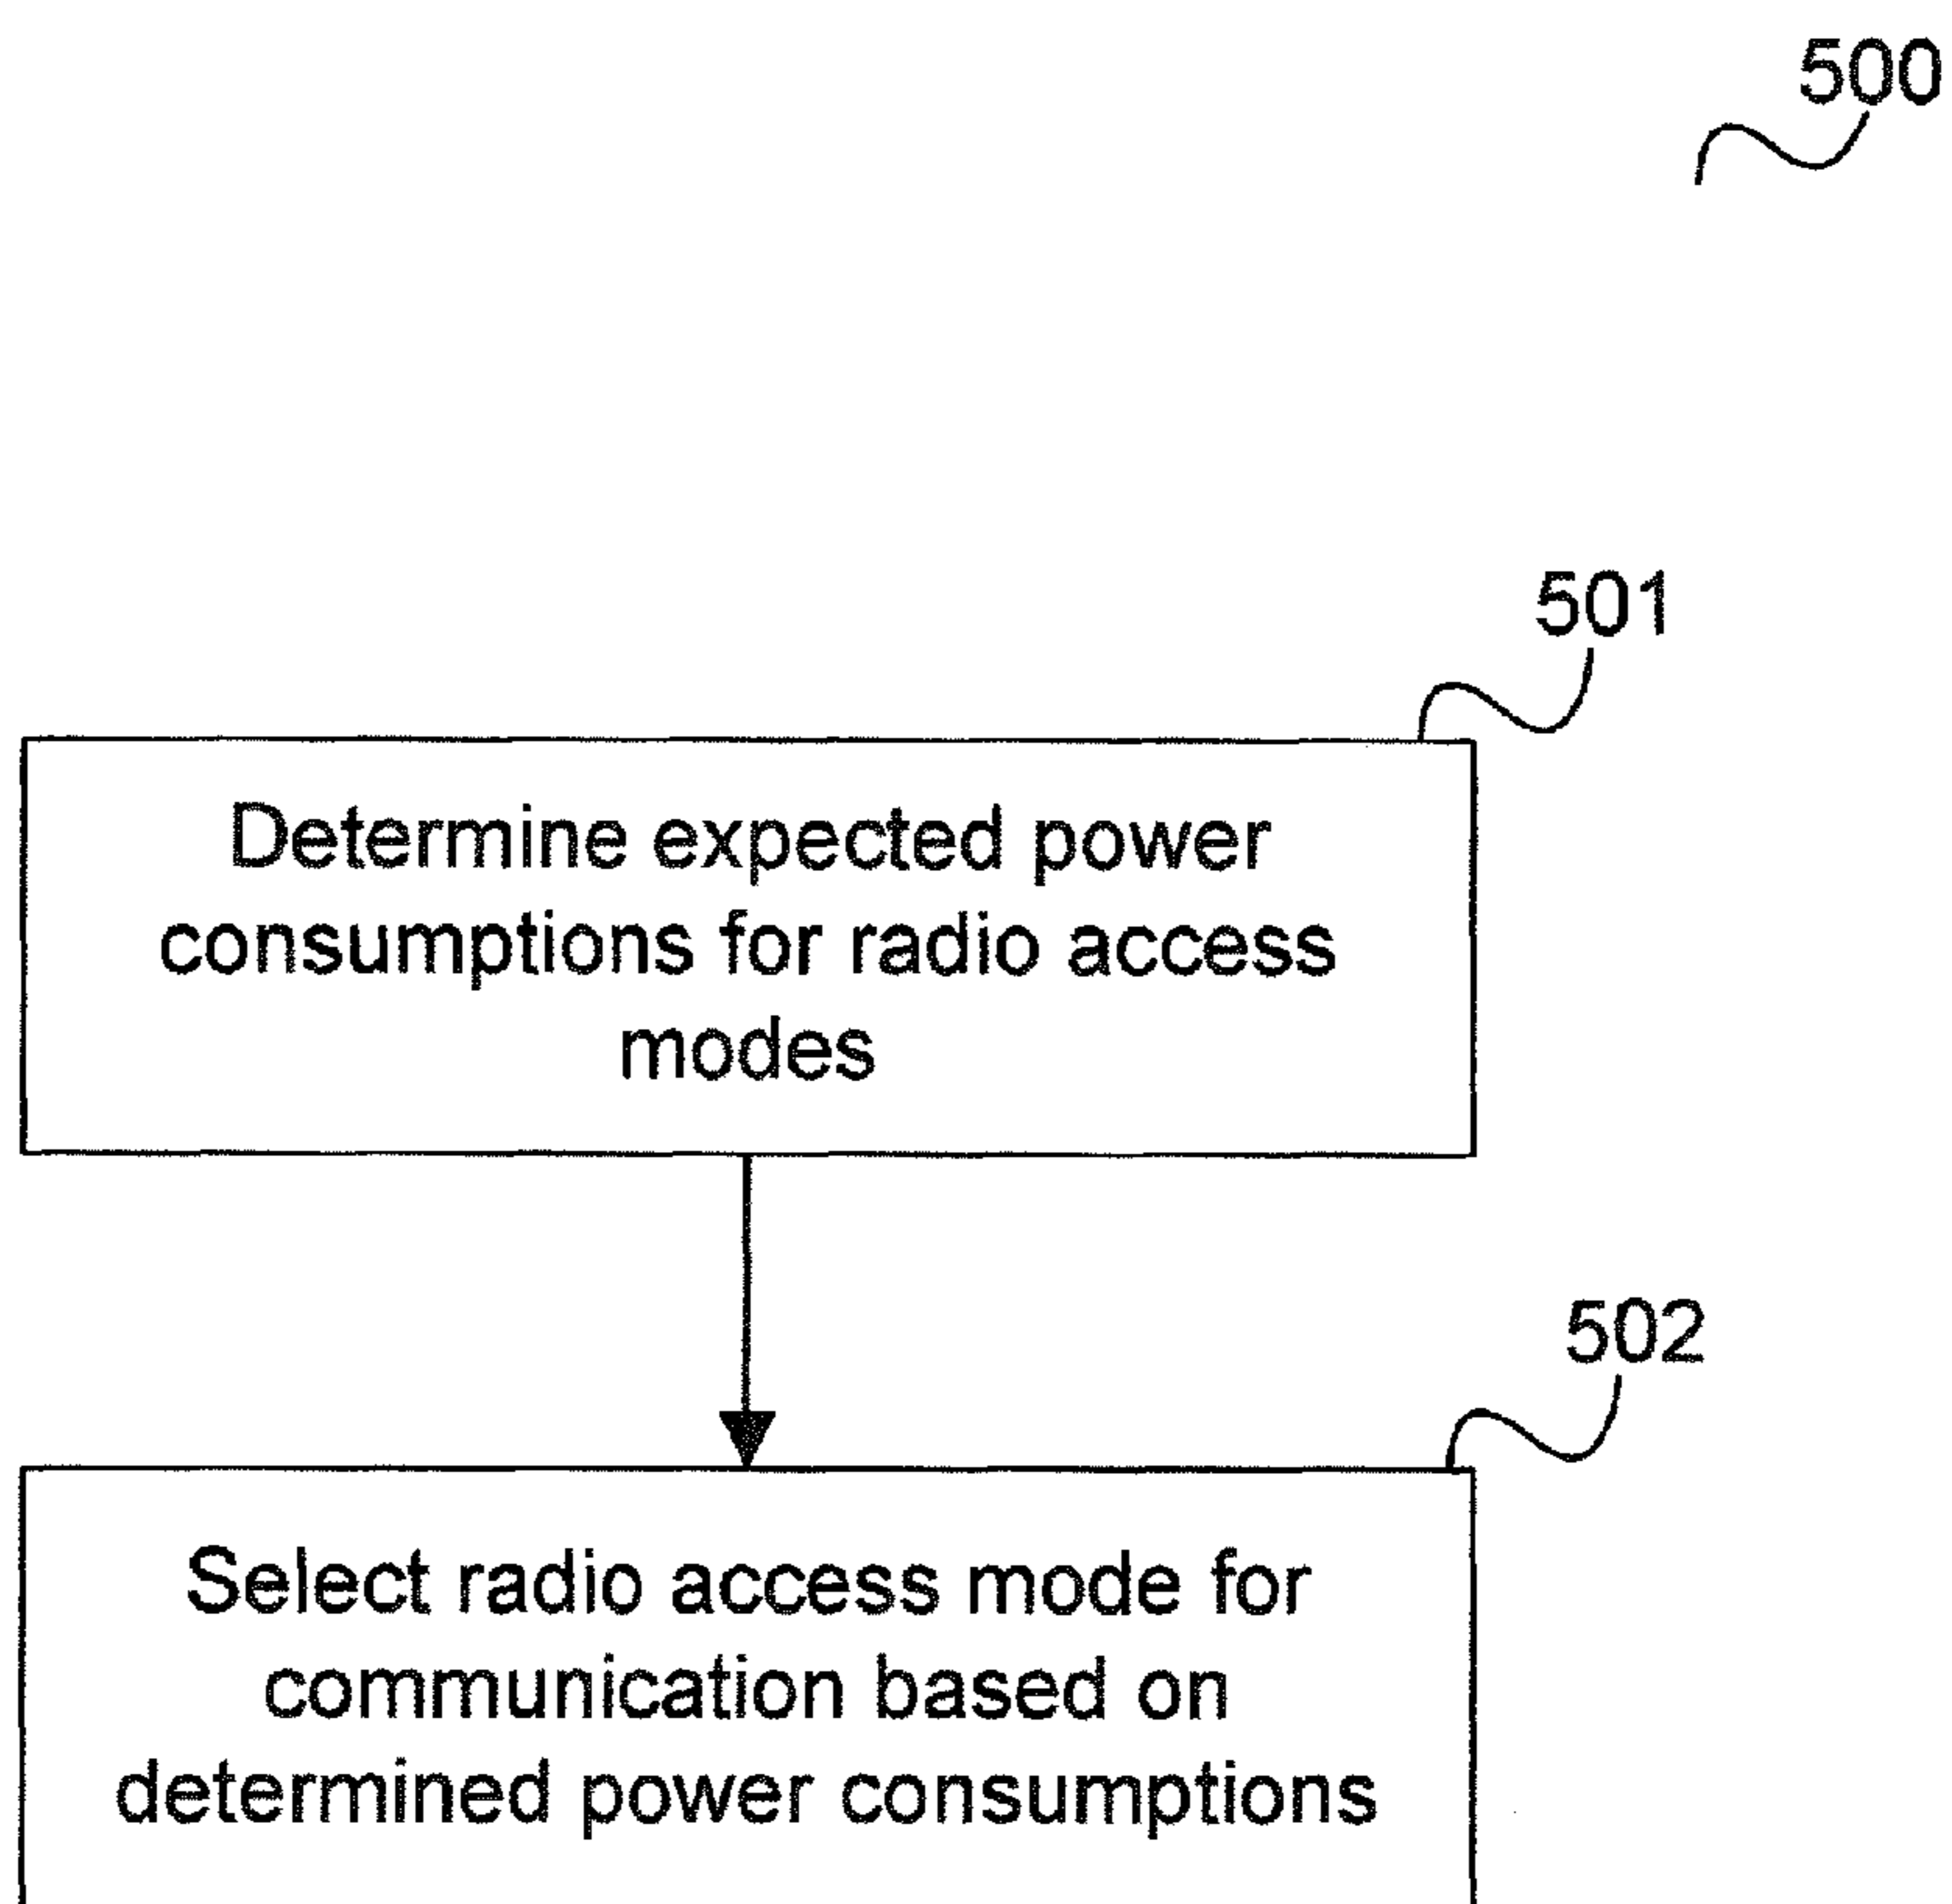 500
501
Determine expected power
consumptions for radio access
modes
502
Select radio access mode for
communication based on
determined power consumptions